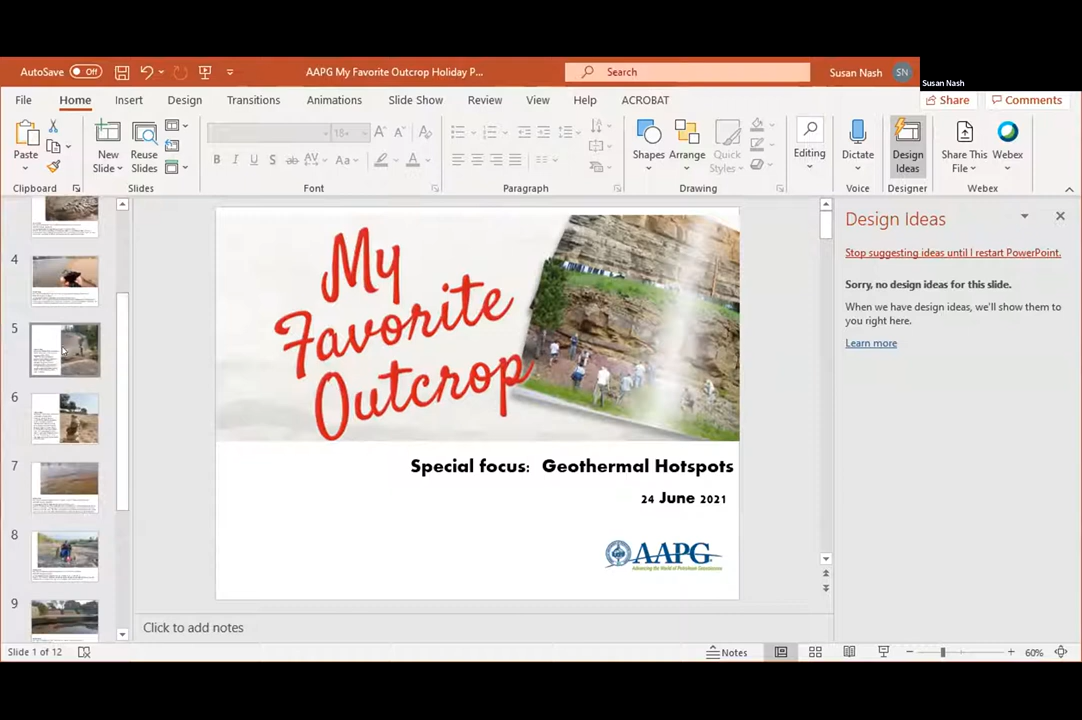 AutoSave Off AAPG My Favorite Outcrop Holiday P... Search Susan Nash SN
Susan Nash
File Home Insert Design Transitions Animations Slide Show Review View Help ACROBAT Share Comments
18+
Paste New Slide Reuse Slides Shapes Arrange Quick Styles Editing Dictate Design Ideas Share This File Webex
B I U S ab AV Aa A
Clipboard Slides Font Paragraph Drawing Voice Designer Webex
4
5
6
7
8
9
My
Favorite
Outcrop
Special focus: Geothermal Hotspots
24 June 2021
AAPG
Design Ideas
Stop suggesting ideas until I restart PowerPoint.
Sorry, no design ideas for this slide.
When we have design ideas, we'll show them to
you right here.
Learn more
Click to add notes
Slide 1 of 12 Notes 60%